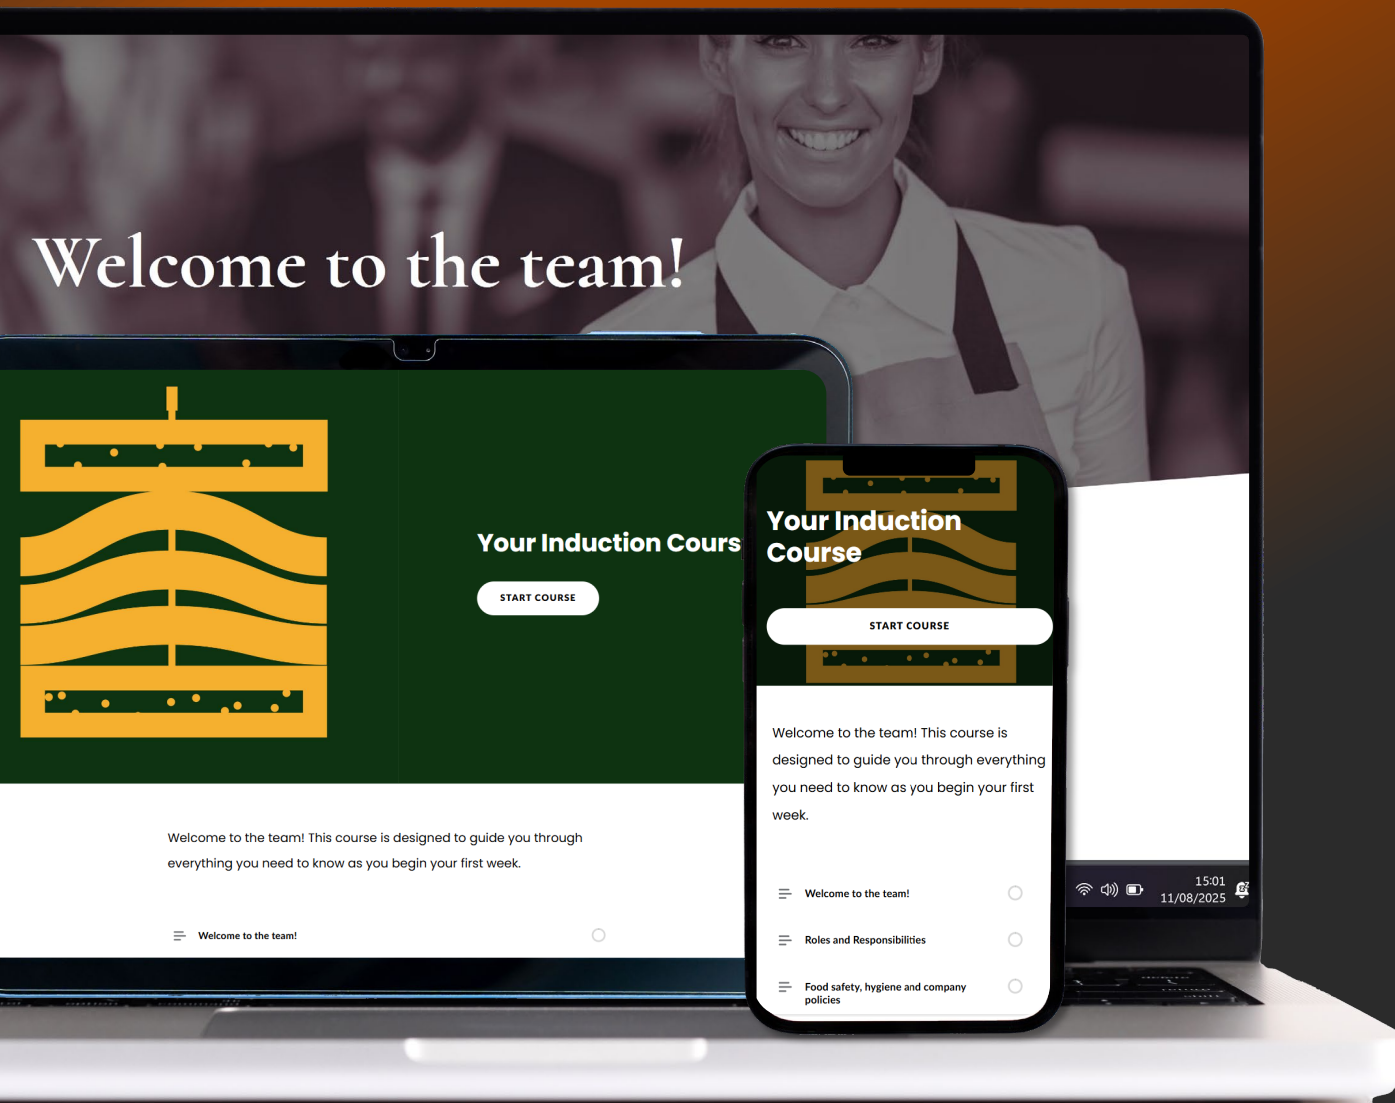 Welcome to the team!
Your Induction Cours
START COURSE
Welcome to the team! This course is designed to guide you through
everything you need to know as you begin your first week.
Welcome to the team!
Your Induction
Course
START COURSE
Welcome to the team! This course is
designed to guide you through everything
you need to know as you begin your first
week.
Welcome to the team!
Roles and Responsibilities
Food safety, hygiene and company
policies
15:01
11/08/2025